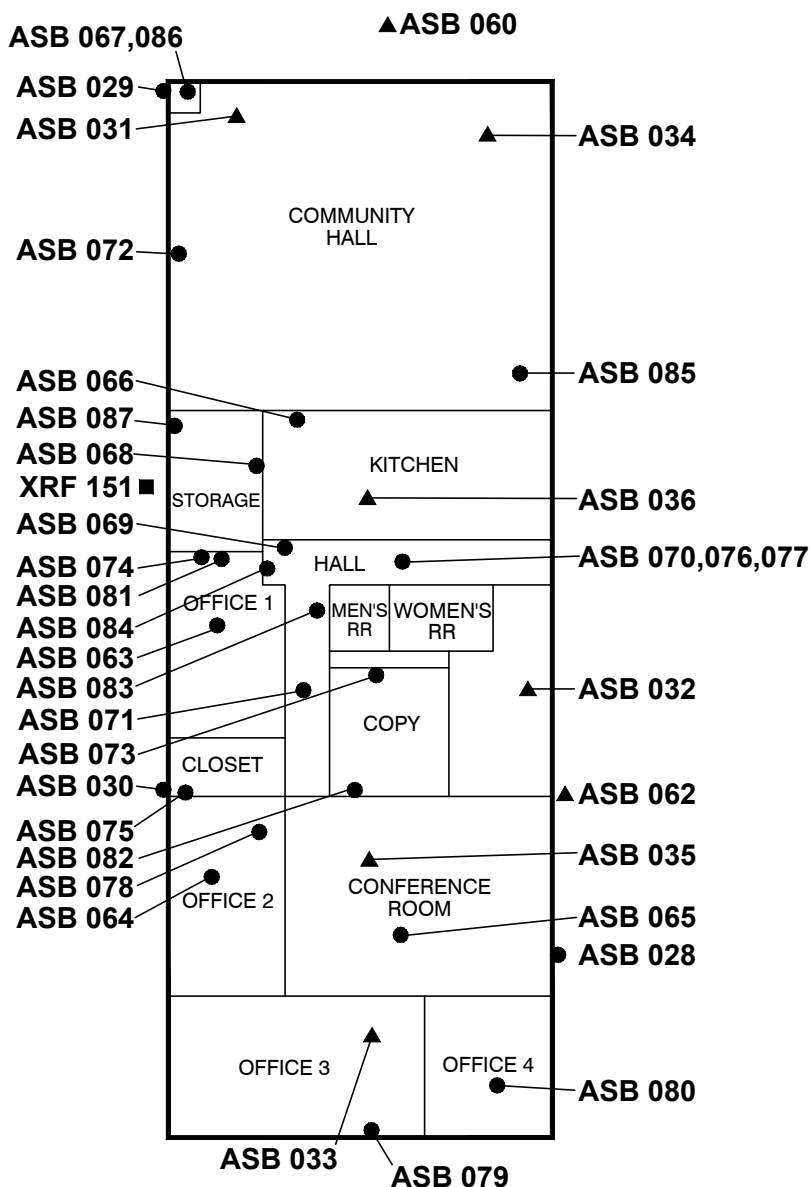 ASB 060
ASB 067,086
ASB 029
ASB 031
ASB 034
COMMUNITY
HALL
ASB 072
ASB 085
ASB 066
ASB 087
ASB 068
KITCHEN
XRF 151
STORAGE
ASB 036
ASB 069
ASB 074
HALL
ASB 070,076,077
ASB 081
OFFICE 1
ASB 084
MEN'S
RR
WOMEN'S
RR
ASB 063
ASB 083
ASB 032
ASB 071
COPY
ASB 073
CLOSET
ASB 030
ASB 062
ASB 075
ASB 082
ASB 035
ASB 078
CONFERENCE
ROOM
OFFICE 2
ASB 064
ASB 065
ASB 028
OFFICE 3
OFFICE 4
ASB 080
ASB 033
ASB 079